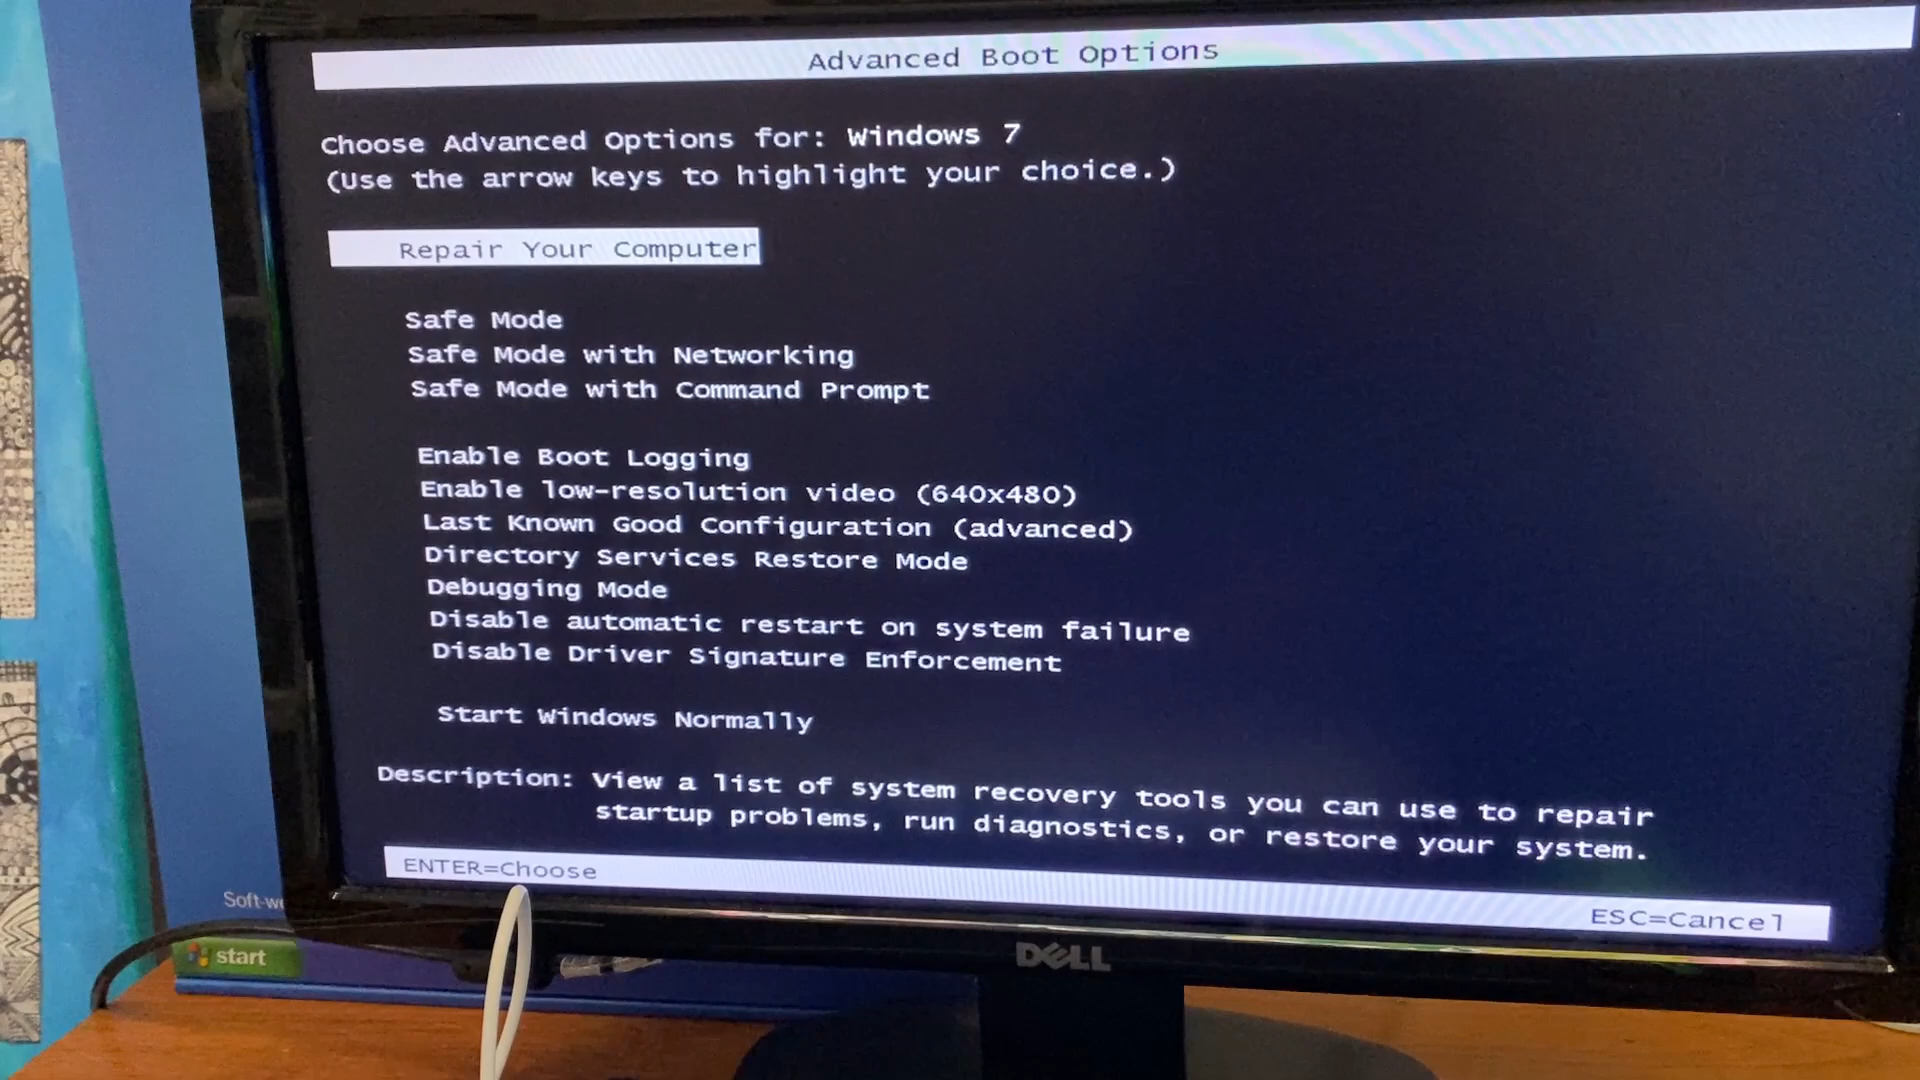 Advanced Boot Options
Choose Advanced Options for: Windows 7
(Use the arrow keys to highlight your choice.)
Repair Your Computer
Safe Mode
Safe Mode with Networking
Safe Mode with Command Prompt
Enable Boot Logging
Enable low-resolution video (640x480)
Last Known Good Configuration (advanced)
Directory Services Restore Mode
Debugging Mode
Disable automatic restart on system failure
Disable Driver Signature Enforcement
Start Windows Normally
Description: View a list of system recovery tools you can use to repair
startup problems, run diagnostics, or restore your system.
ENTER=Choose
ESC=Cancel
start
DELL